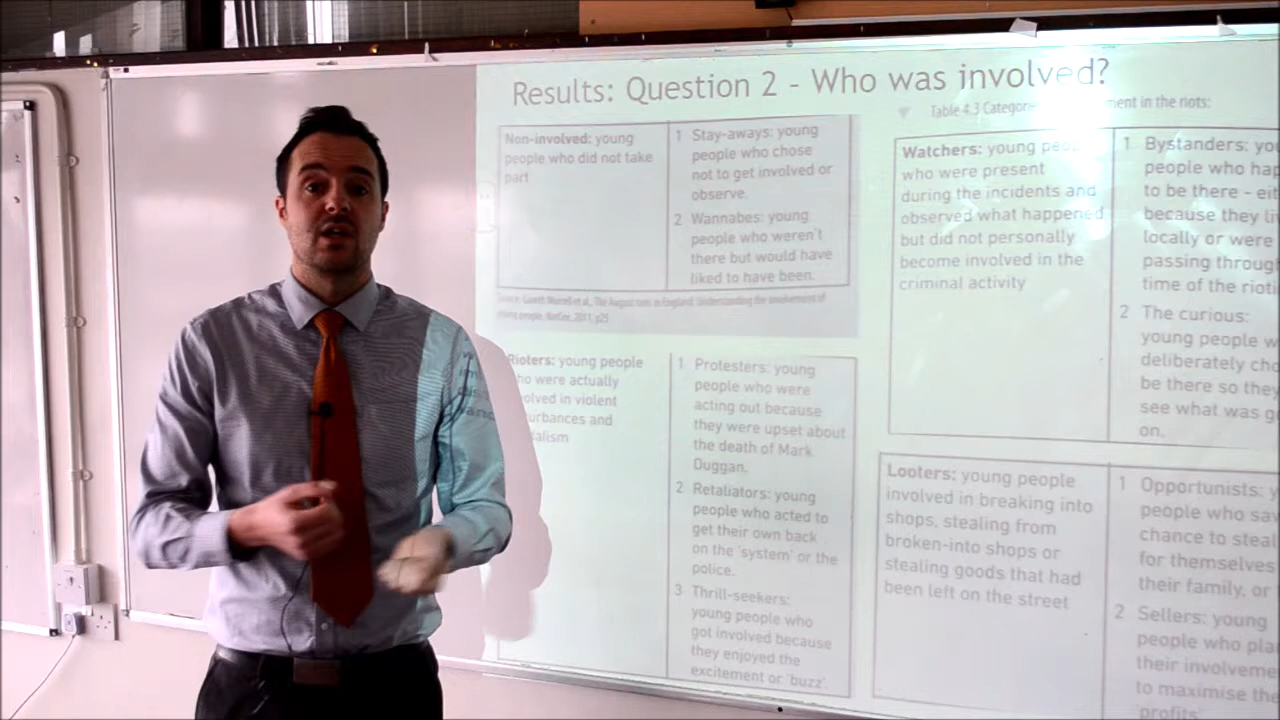 Results: Question 2 - Who was involved?
Table 4.3 in the riots:
Non-involved: young
people who did not take
part
1 Stay-aways: young
people who chose
not to get involved or
observe.
2 Wannabes: young
people who weren't
there but would have
liked to have been.
people. NatCen, 2011, p25
Rioters: young people
were actually
in violent
and
1 Protesters: young
people who were
acting out because
they were upset about
the death of Mark
Duggan.
2 Retaliators: young
people who acted to
get their own back
on the 'system' or the
police.
3 Thrill-seekers:
young people who
got involved because
they enjoyed the
excitement or 'buzz'.
Watchers: young people
who were present
during the incidents and
observed what happened
but did not personally
become involved in the
criminal activity
1 Bystanders:
people who
to be there -
because they
locally or were
passing
time of the
2 The curious:
young people
deliberately
be there so they
see what was
on.
Looters: young people
involved in breaking into
shops, stealing from
broken-into shops or
stealing goods that had
been left on the street
1 Opportunists:
people who
chance to
for themselves
their family, or
2 Sellers: young
people who
their
to maximise
'profits'